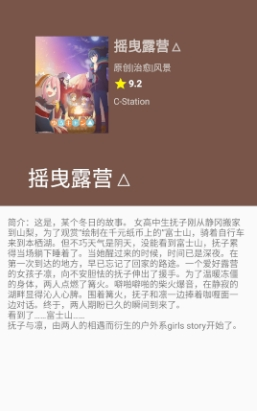 摇曳露营△
原创|治愈|风景
9.2
C-Station
摇曳露营△
简介：这是，某个冬日的故事。 女高中生抚子刚从静冈搬家
到山梨，为了观赏“绘制在千元纸币上的”富士山，骑着自行车
来到本栖湖。但不巧天气是阴天，没能看到富士山，抚子累
得当场躺下睡着了。当她醒过来的时候，时间已是深夜。在
第一次到达的地方，早已忘记了回家的路途。一个爱好露营
的女孩子凛，向不安胆怯的抚子伸出了援手。为了温暖冻僵
的身体，两人点燃了篝火。噼啪噼啪的柴火爆音，在静寂的
湖畔显得沁人心脾。围着篝火，抚子和凛一边捧着咖喱面一
边对话。终于，两人期盼已久的瞬间到来了。
看到了……富士山……
抚子与凛，由两人的相遇而衍生的户外系girls story开始了。